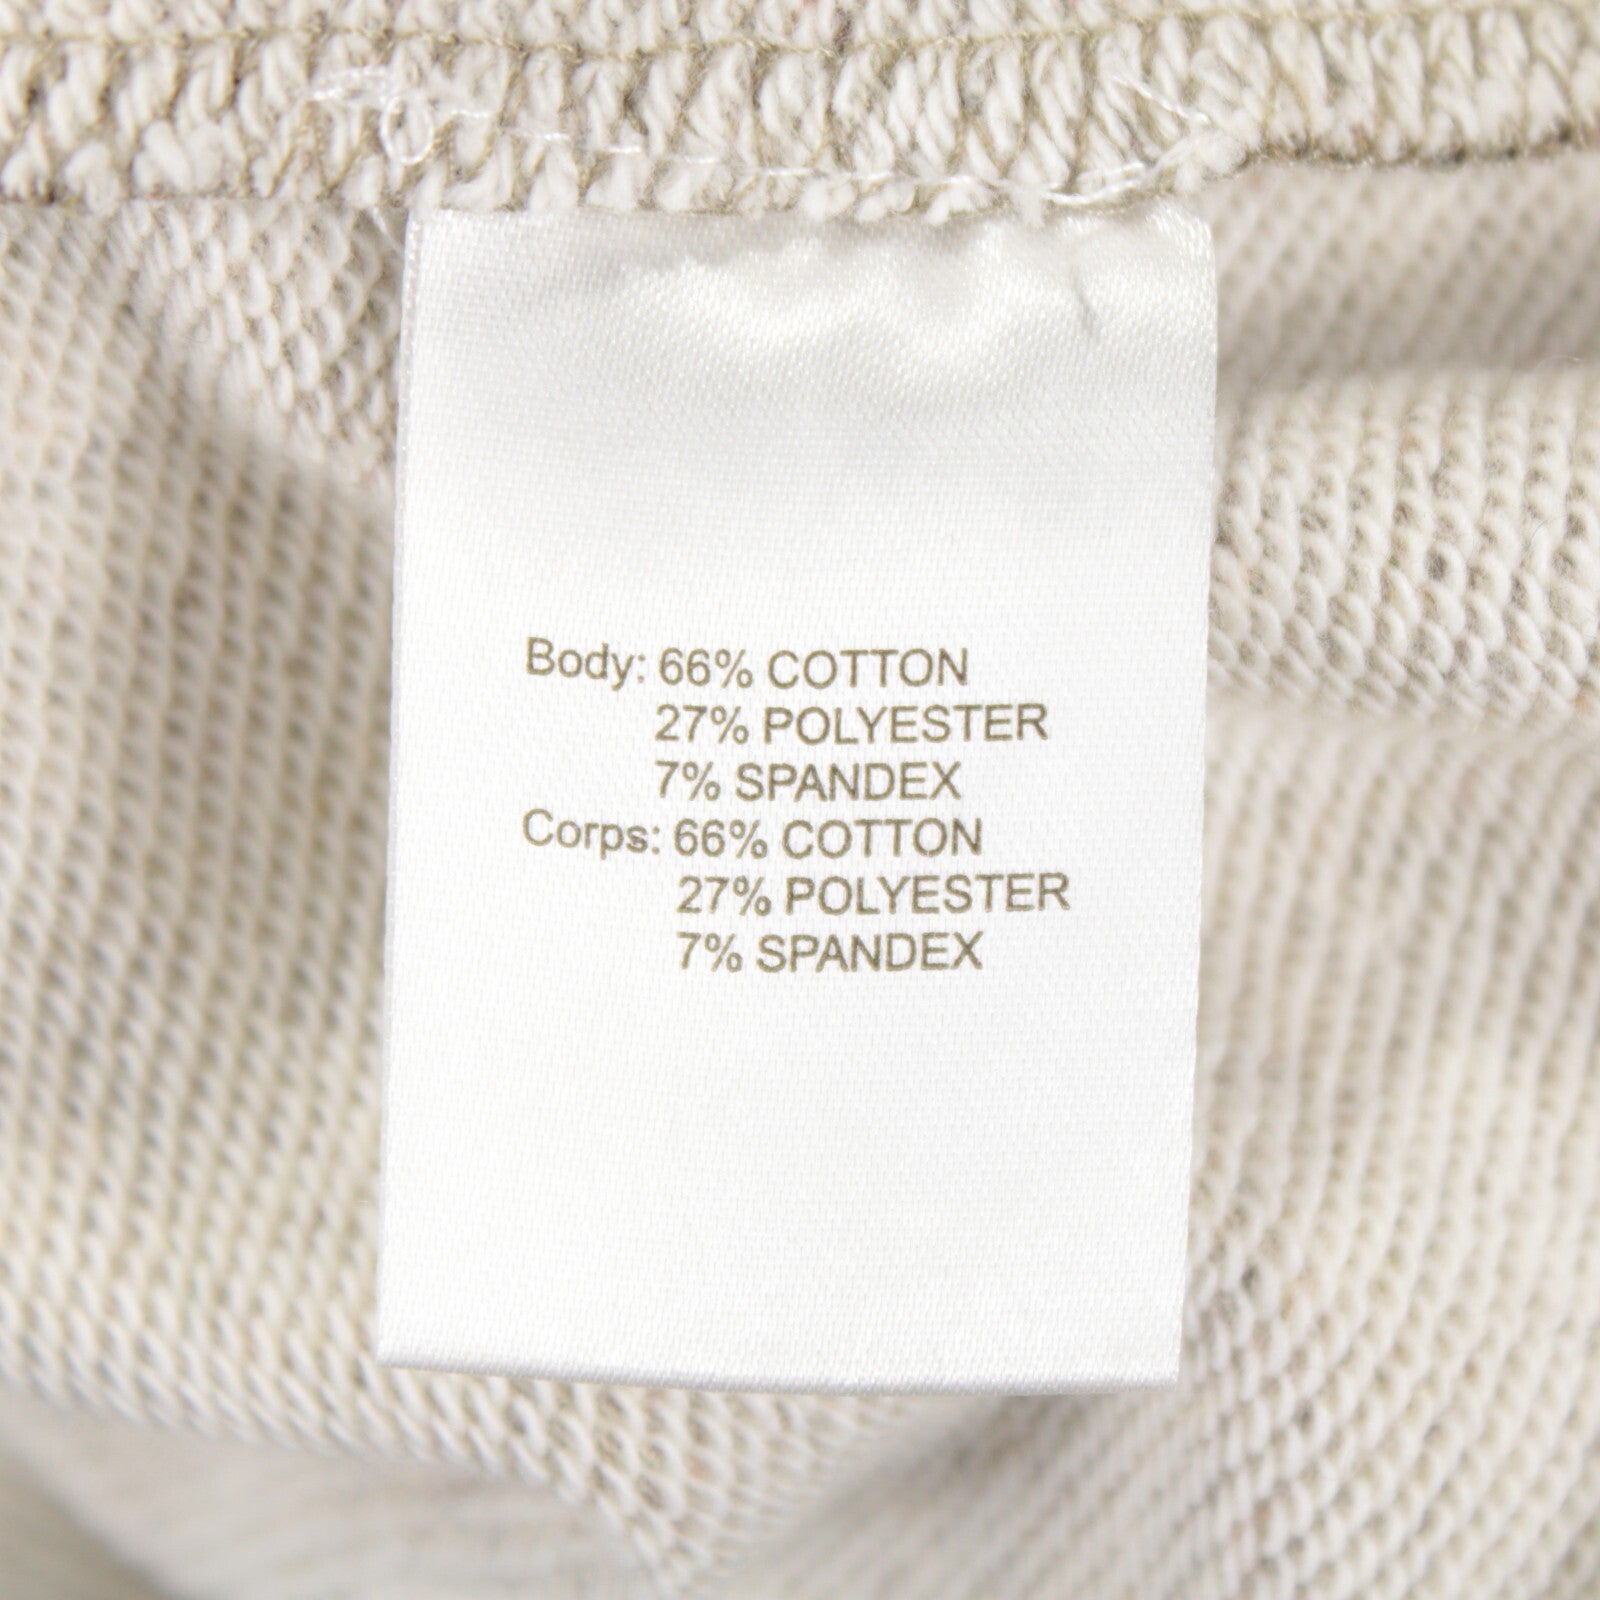 Body: 66% COTTON
27% POLYESTER
7% SPANDEX
Corps: 66% COTTON
27% POLYESTER
7% SPANDEX